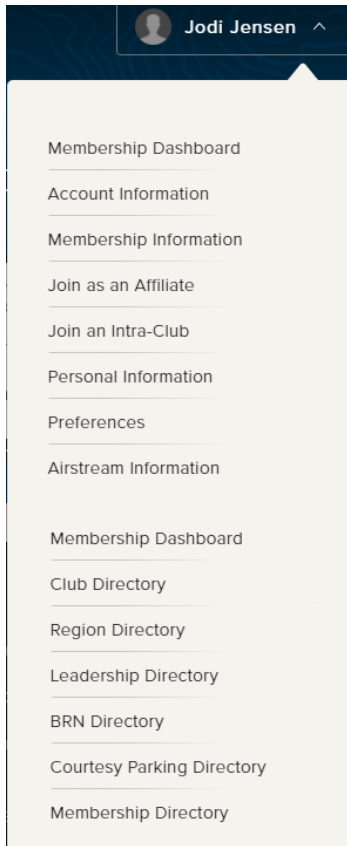 Jodi Jensen
Membership Dashboard
Account Information
Membership Information
Join as an Affiliate
Join an Intra-Club
Personal Information
Preferences
Airstream Information
Membership Dashboard
Club Directory
Region Directory
Leadership Directory
BRN Directory
Courtesy Parking Directory
Membership Directory